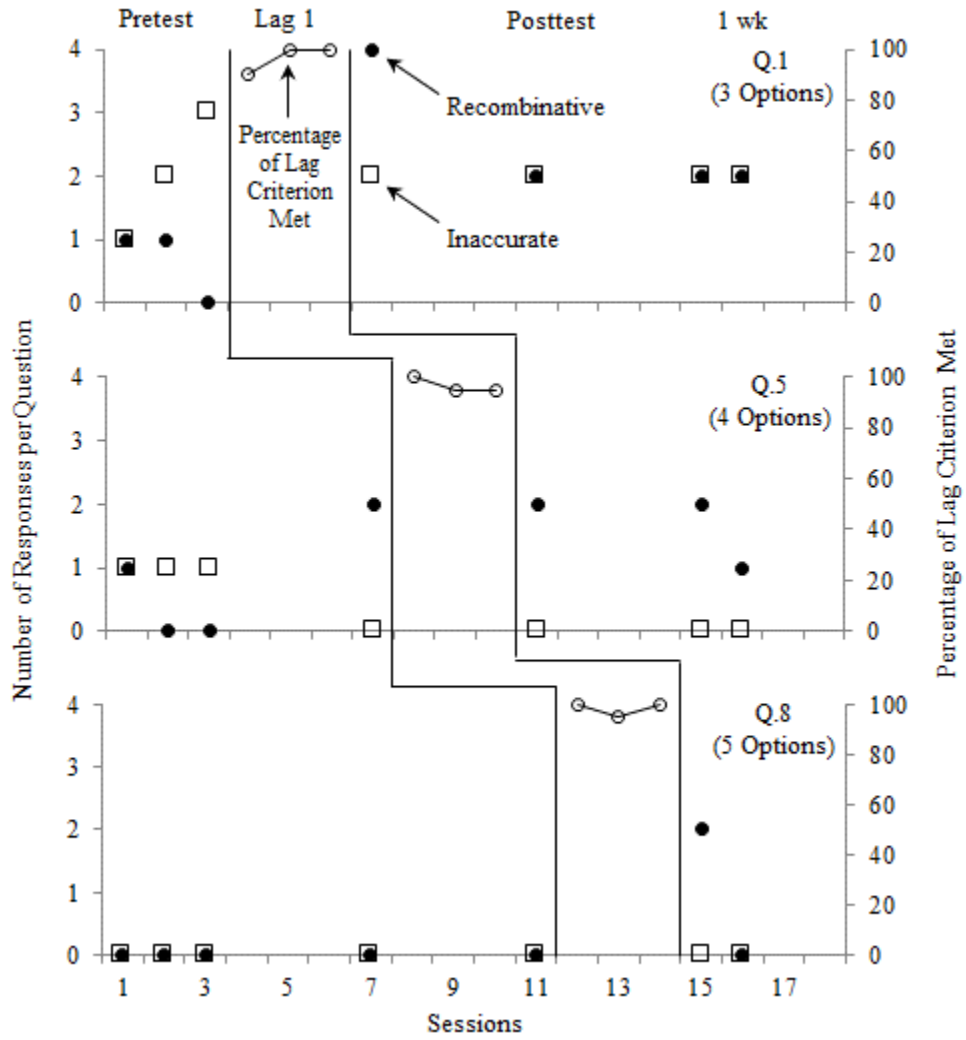 Pretest Lag 1 Posttest 1 wk
4 100
Q.1
(3 Options)
Recombinative
3 80
Percentage
of Lag
Criterion
Met
60
2
40
Inaccurate
1
20
0 0
4 100
Q.5
(4 Options)
80
3
60
2
40
1
20
0 0
4 100
Q.8
(5 Options)
80
3
60
2
40
1
20
0 0
1 3 5 7 9 11 13 15 17
Sessions
Number of Responses per Question
Percentage of Lag Criterion Met